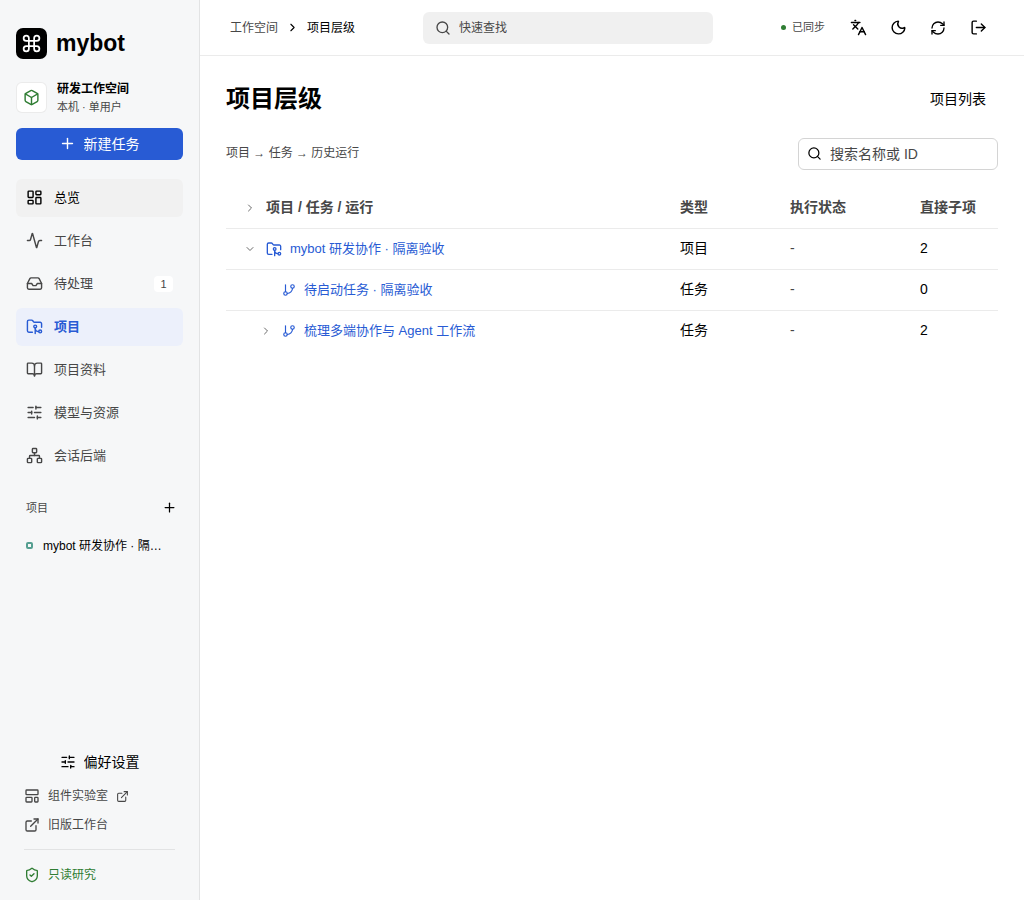 mybot
研发工作空间
本机 · 单用户
新建任务
总览
工作台
待处理 1
项目
项目资料
模型与资源
会话后端
项目
mybot 研发协作 · 隔…
偏好设置
组件实验室
旧版工作台
只读研究
工作空间 项目层级
快速查找
已同步
项目层级
项目列表
项目 → 任务 → 历史运行
搜索名称或 ID
项目 / 任务 / 运行 类型 执行状态 直接子项
mybot 研发协作 · 隔离验收 项目 - 2
待启动任务 · 隔离验收 任务 - 0
梳理多端协作与 Agent 工作流 任务 - 2